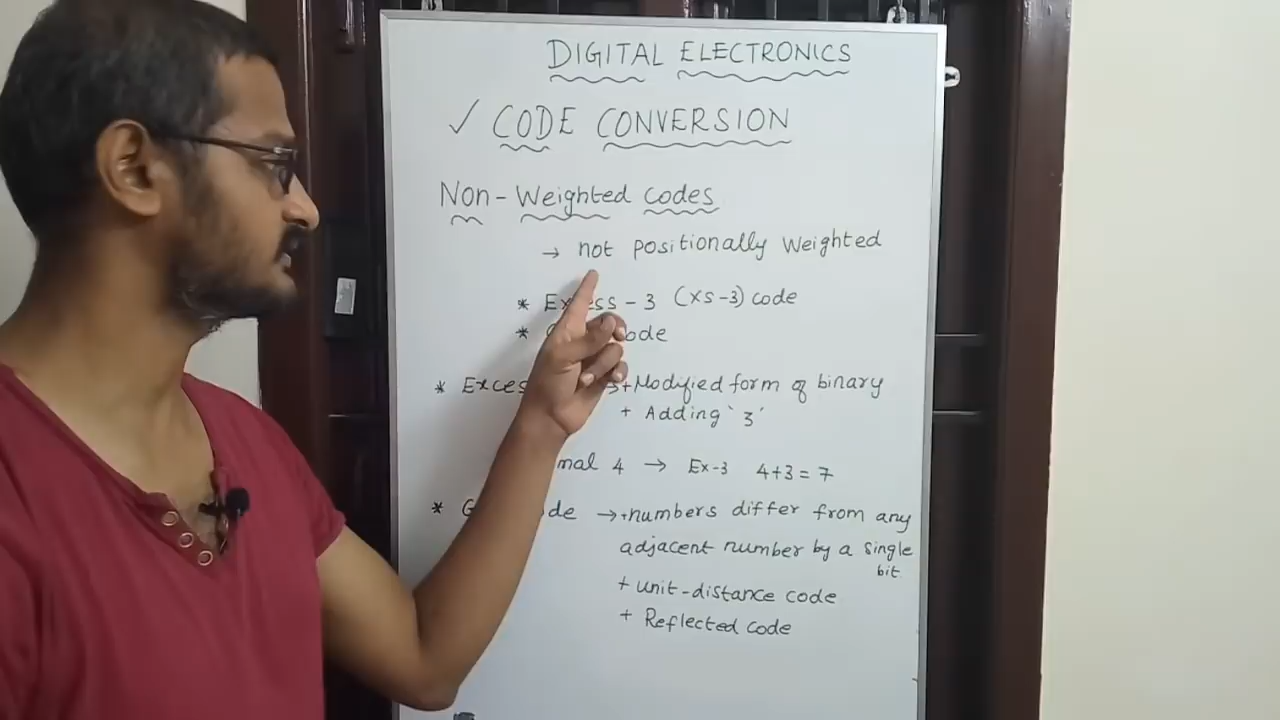 DIGITAL ELECTRONICS
✓ CODE CONVERSION
Non-Weighted Codes
→ not positionally weighted
* Excess-3 (XS-3) code
* ode
* Exces + Modified form of binary
+ Adding '3'
mal 4 → Ex-3 4+3=7
* G de → + numbers differ from any
adjacent number by a single
bit
+ unit-distance code
+ Reflected code